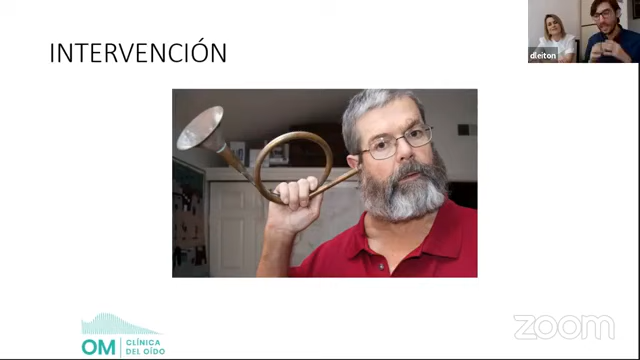 INTERVENCIÓN
dleiton
OM
CLÍNICA
DEL OÍDO
zoom